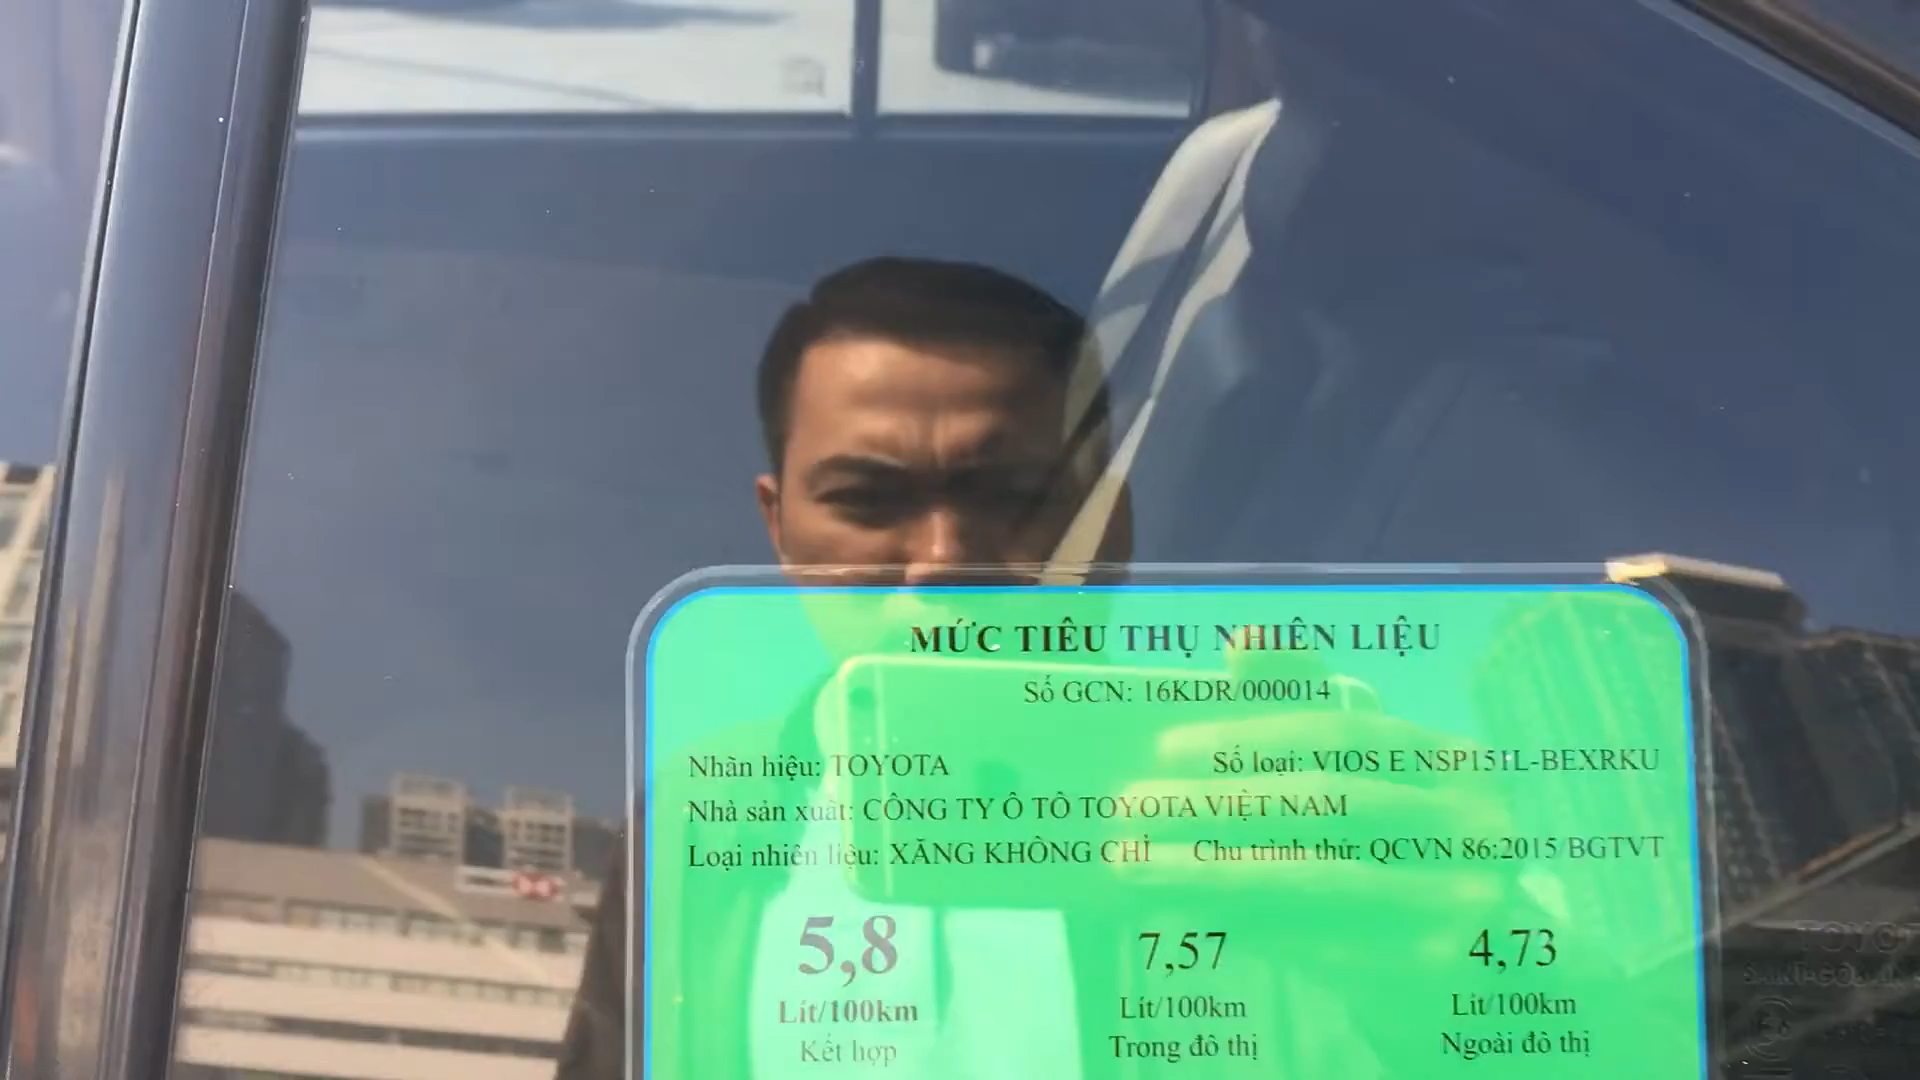 MỨC TIÊU THỤ NHIÊN LIỆU
Số GCN: 16KDR/000014
Nhãn hiệu: TOYOTA Số loại: VIOS E NSP151L-BEXRKU
Nhà sản xuất: CÔNG TY Ô TÔ TOYOTA VIỆT NAM
Loại nhiên liệu: XĂNG KHÔNG CHÌ Chu trình thử: QCVN 86:2015/BGTVT
5,8 7,57 4,73
Lít/100km Lít/100km Lít/100km
Kết hợp Trong đô thị Ngoài đô thị